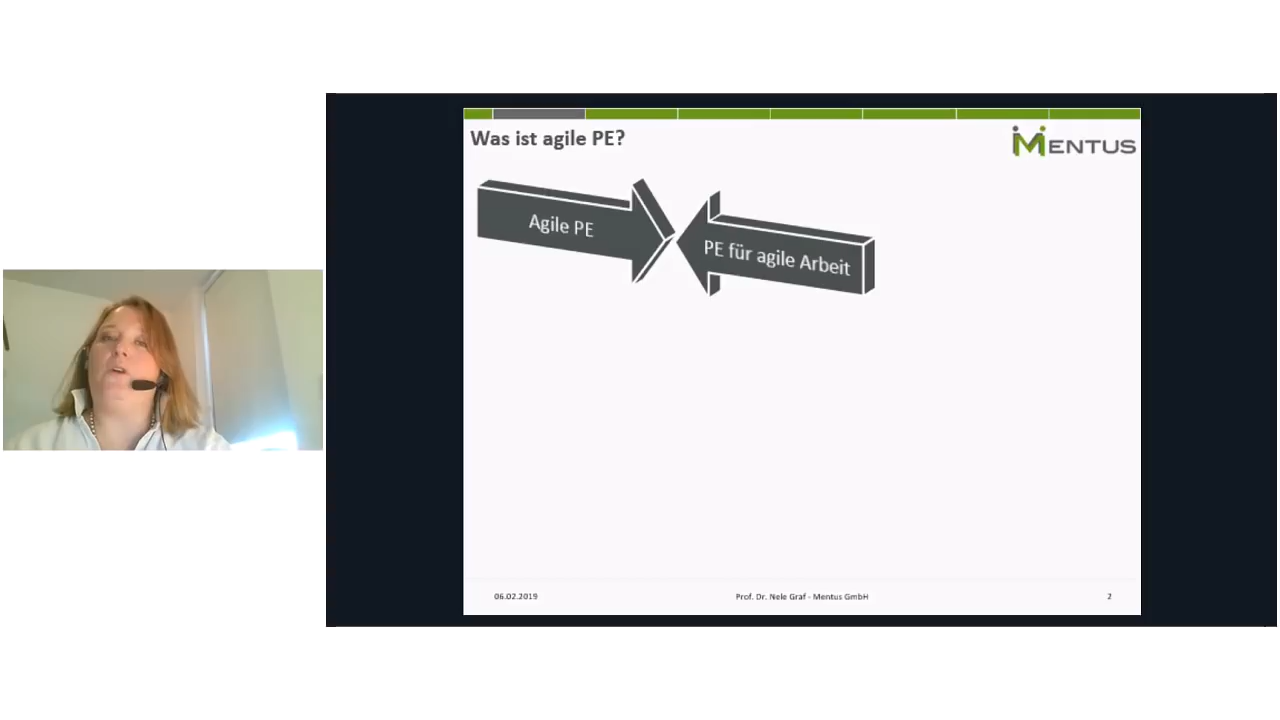 Was ist agile PE?
MENTUS
Agile PE
PE für agile Arbeit
06.02.2019
Prof. Dr. Nele Graf - Mentus GmbH
2